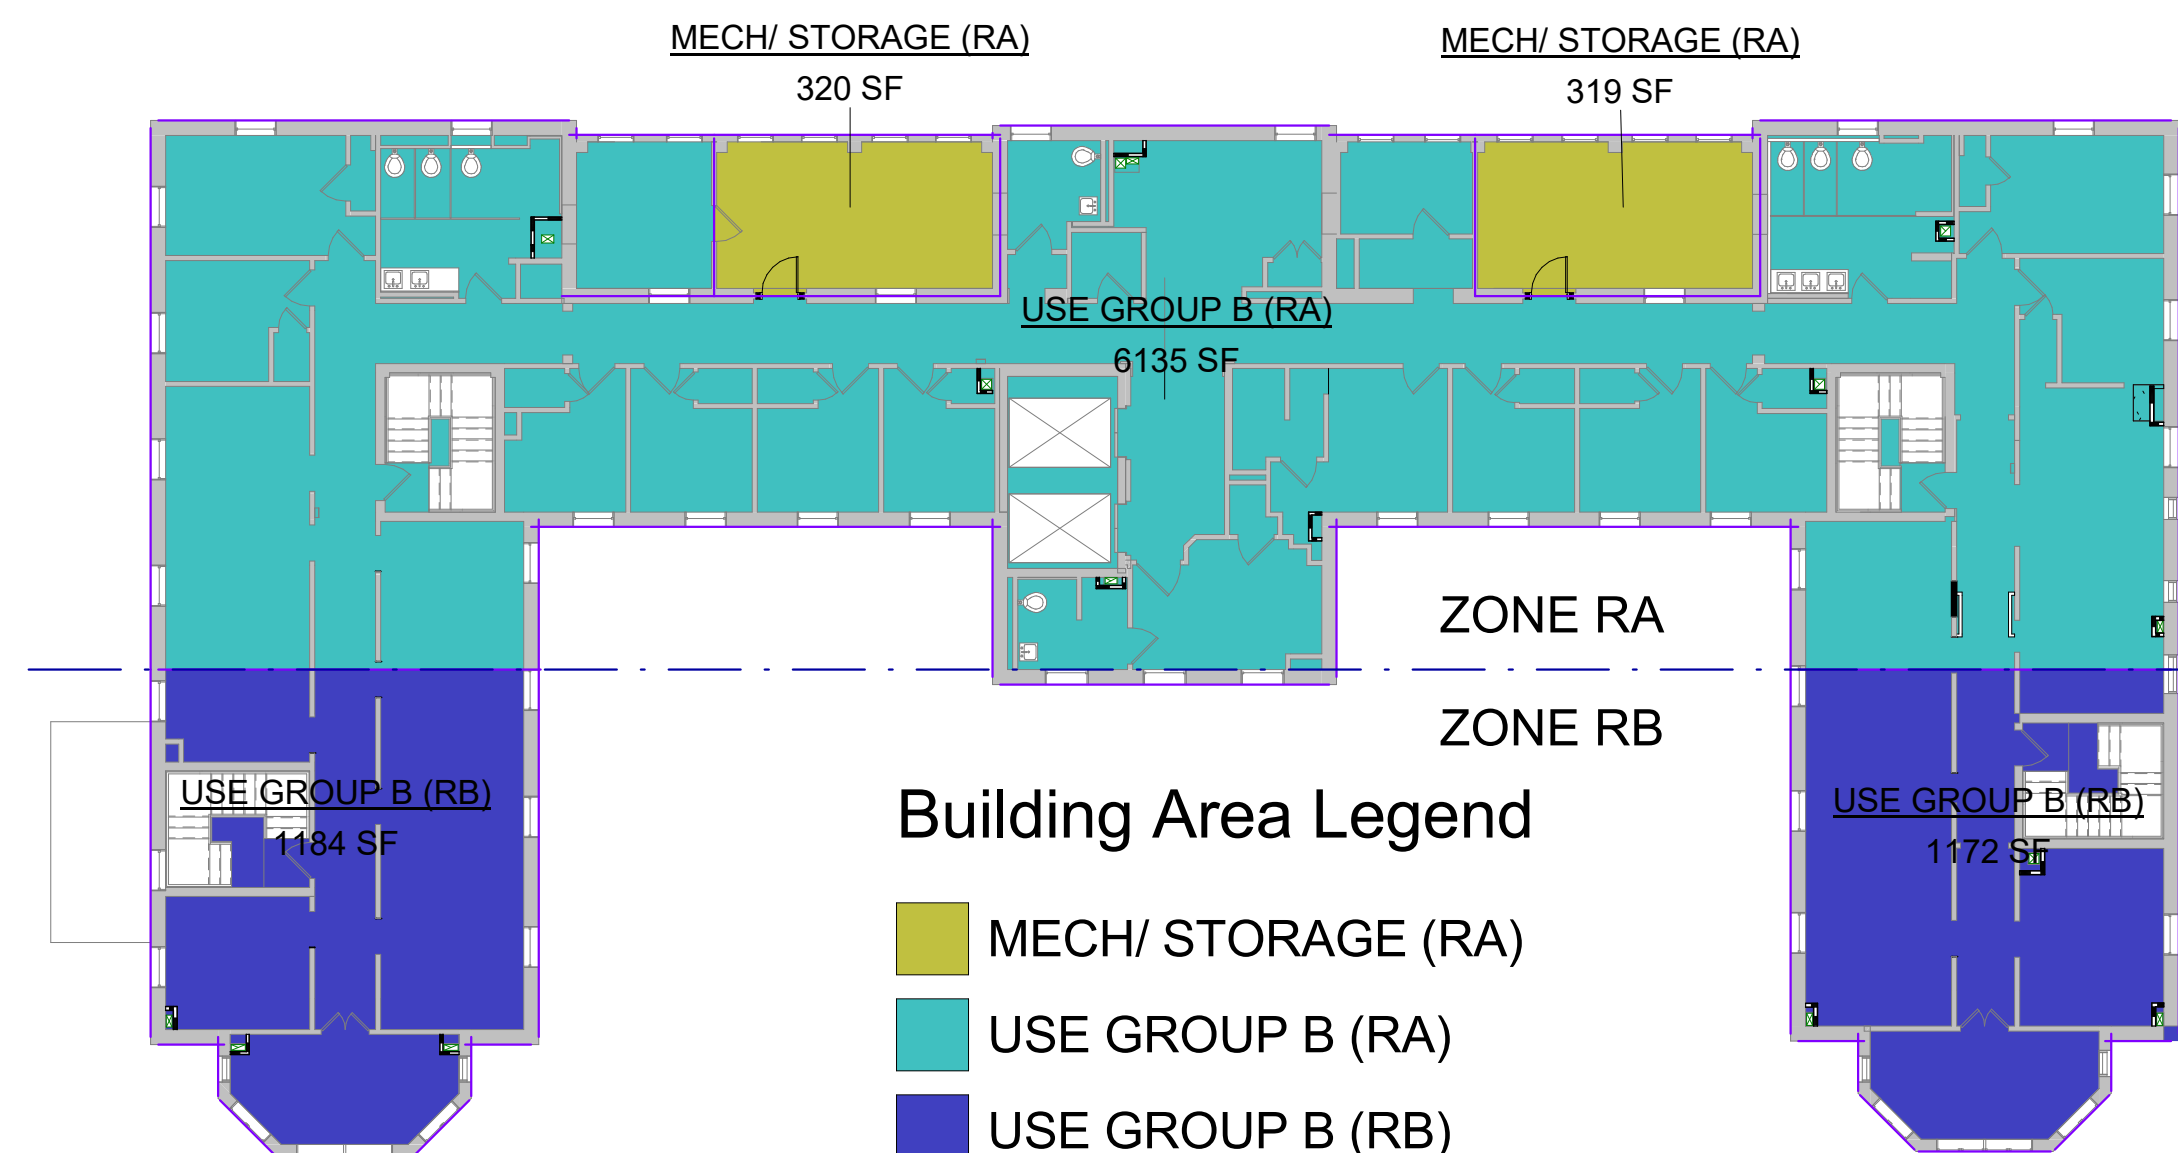 MECH/ STORAGE (RA)
320 SF
MECH/ STORAGE (RA)
319 SF
USE GROUP B (RA)
6135 SF
ZONE RA
ZONE RB
USE GROUP B (RB)
1184 SF
USE GROUP B (RB)
1172 SF
Building Area Legend
MECH/ STORAGE (RA)
USE GROUP B (RA)
USE GROUP B (RB)